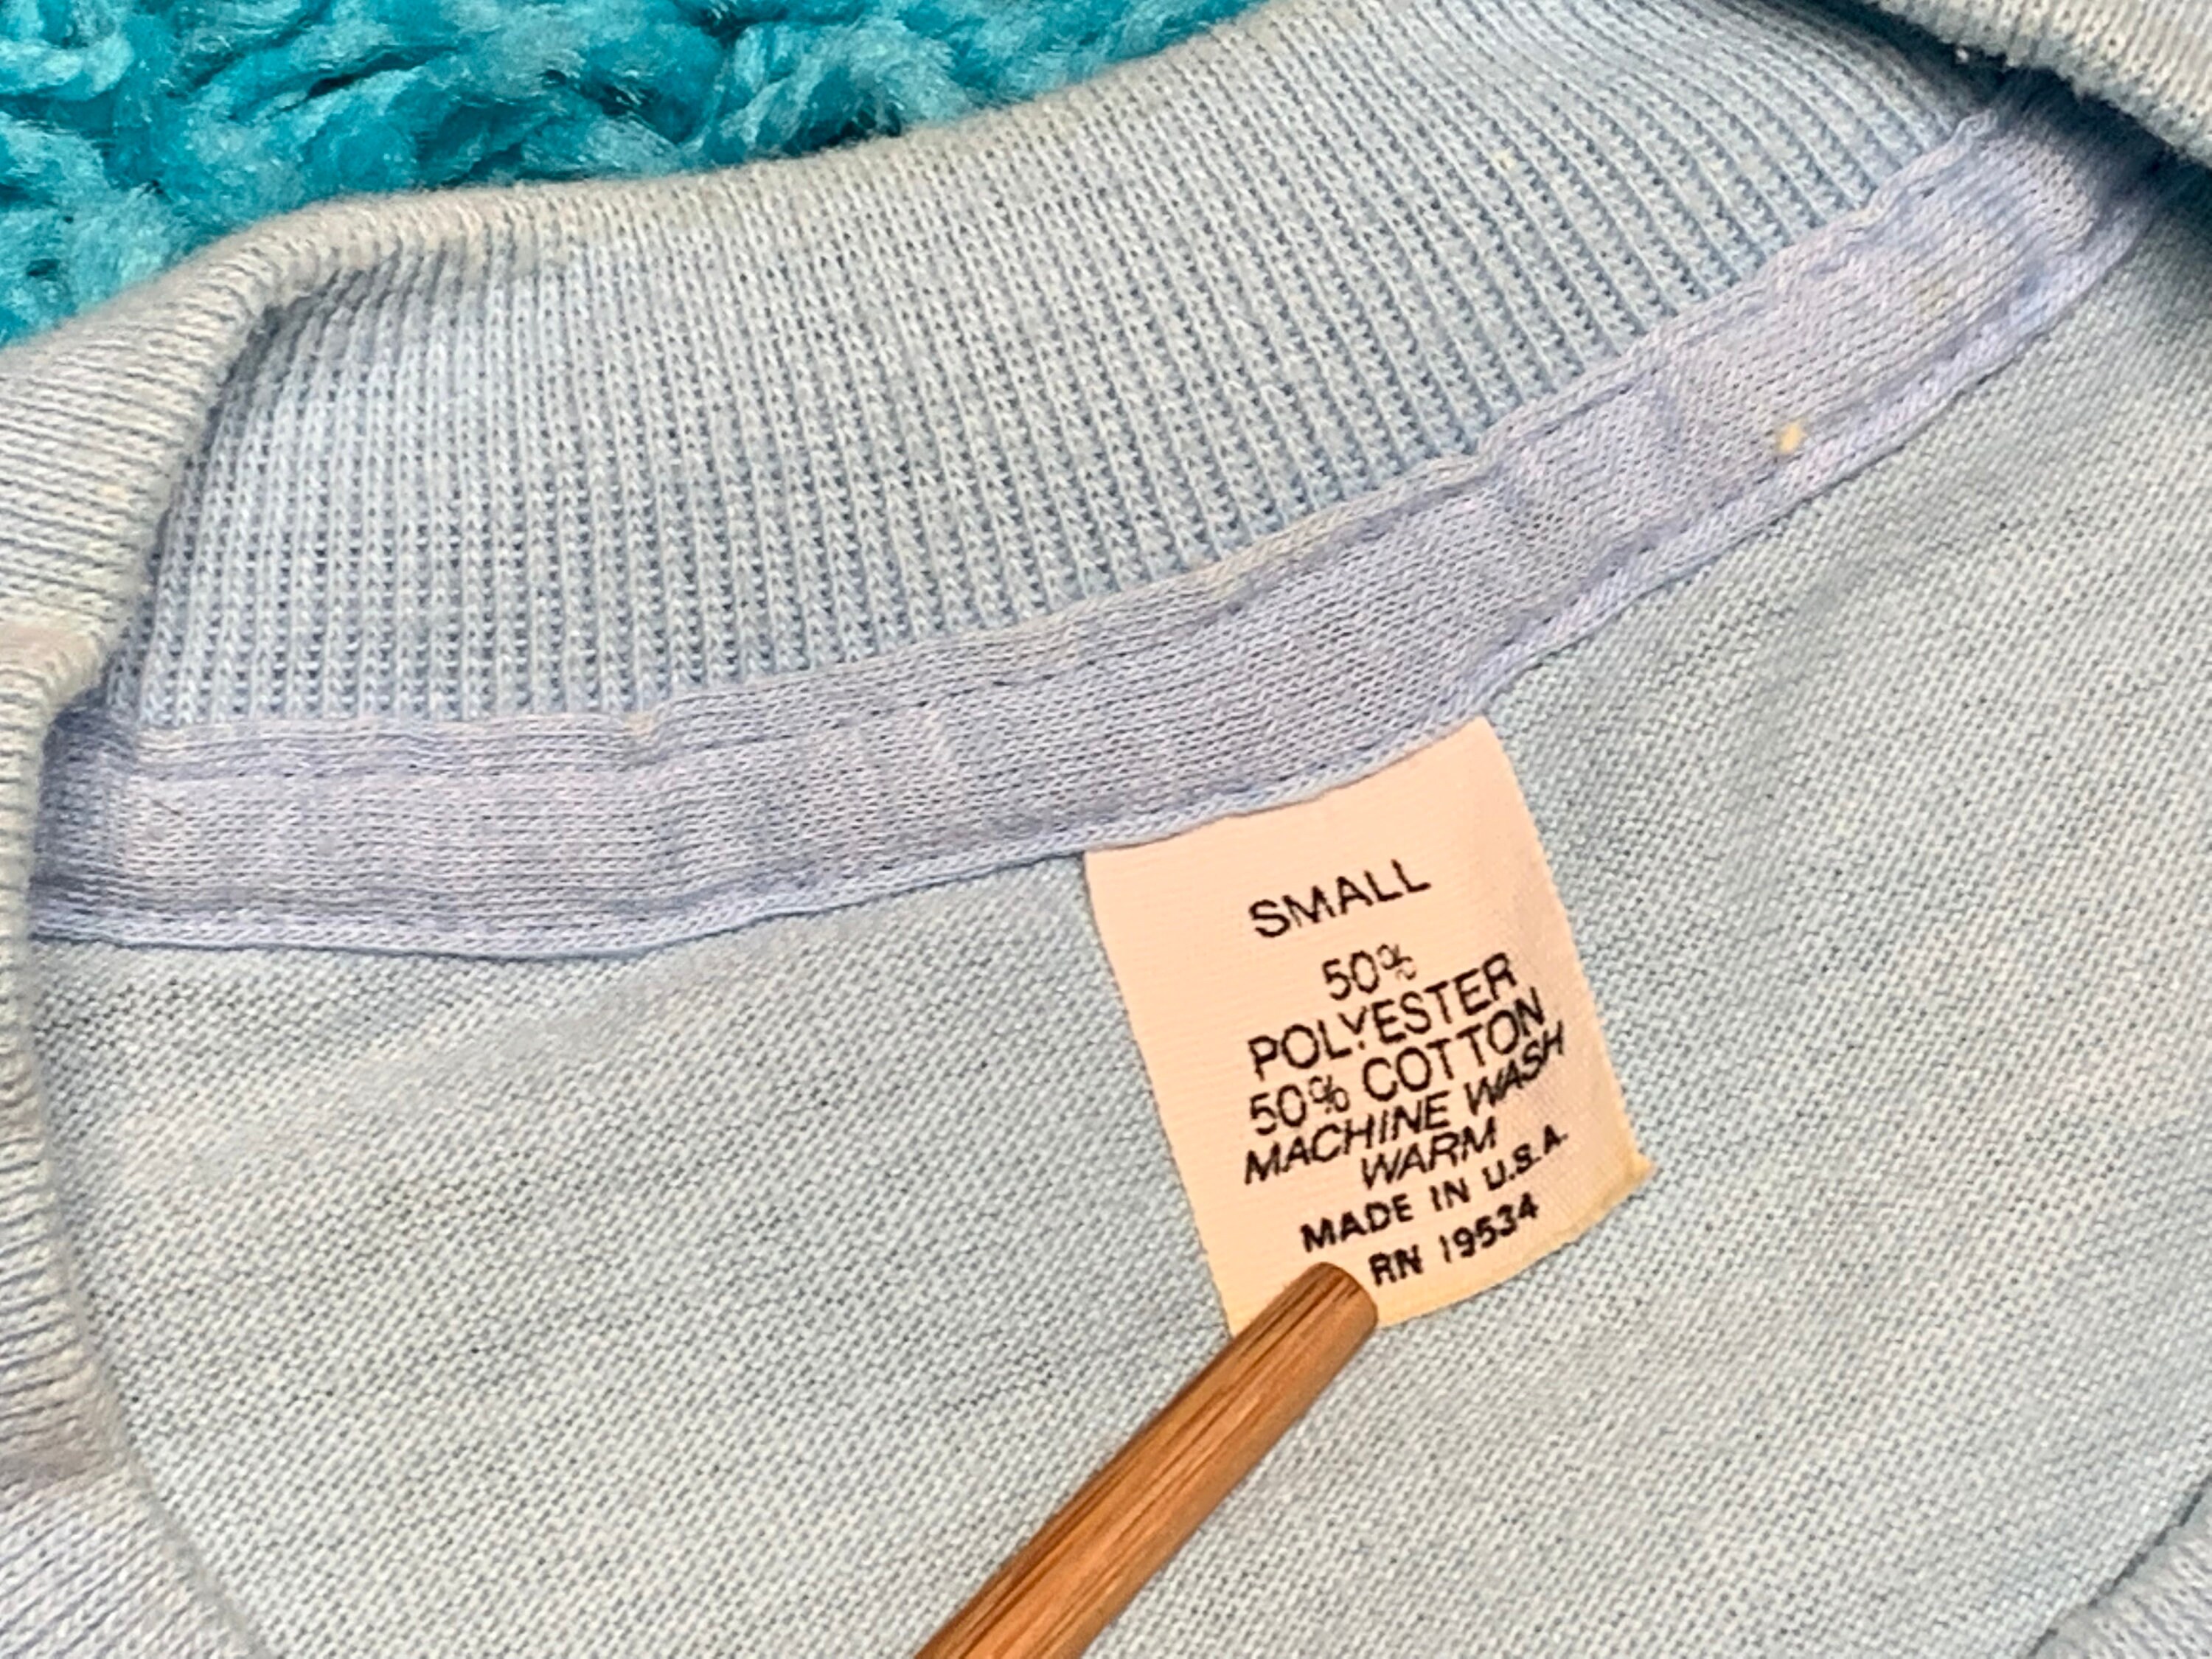 SMALL
50%
POLYESTER
50% COTTON
MACHINE WASH
WARM
MADE IN U.S.A.
RN 19534